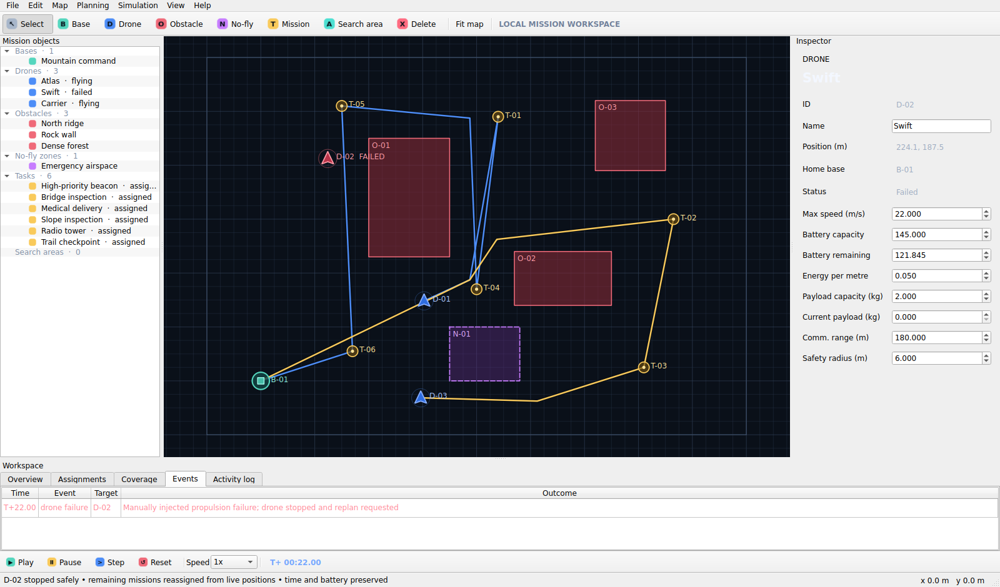 File Edit Map Planning Simulation View Help
↖ Select B Base D Drone O Obstacle N No-fly T Mission A Search area X Delete Fit map LOCAL MISSION WORKSPACE
Mission objects
Bases · 1
Mountain command
Drones · 3
Atlas · flying
Swift · failed
Carrier · flying
Obstacles · 3
North ridge
Rock wall
Dense forest
No-fly zones · 1
Emergency airspace
Tasks · 6
High-priority beacon · assig...
Bridge inspection · assigned
Medical delivery · assigned
Slope inspection · assigned
Radio tower · assigned
Trail checkpoint · assigned
Search areas · 0
T-05
T-01
O-03
O-01
D-02 FAILED
T-02
O-02
T-04
D-01
N-01
T-06
T-03
B-01
D-03
Inspector
DRONE
Swift
ID D-02
Name Swift
Position (m) 224.1, 187.5
Home base B-01
Status Failed
Max speed (m/s) 22.000
Battery capacity 145.000
Battery remaining 121.845
Energy per metre 0.050
Payload capacity (kg) 2.000
Current payload (kg) 0.000
Comm. range (m) 180.000
Safety radius (m) 6.000
Workspace
Overview Assignments Coverage Events Activity log
Time Event Target Outcome
T+22.00 drone failure D-02 Manually injected propulsion failure; drone stopped and replan requested
Play Pause Step Reset Speed 1x T+ 00:22.00
D-02 stopped safely • remaining missions reassigned from live positions • time and battery preserved x 0.0 m y 0.0 m